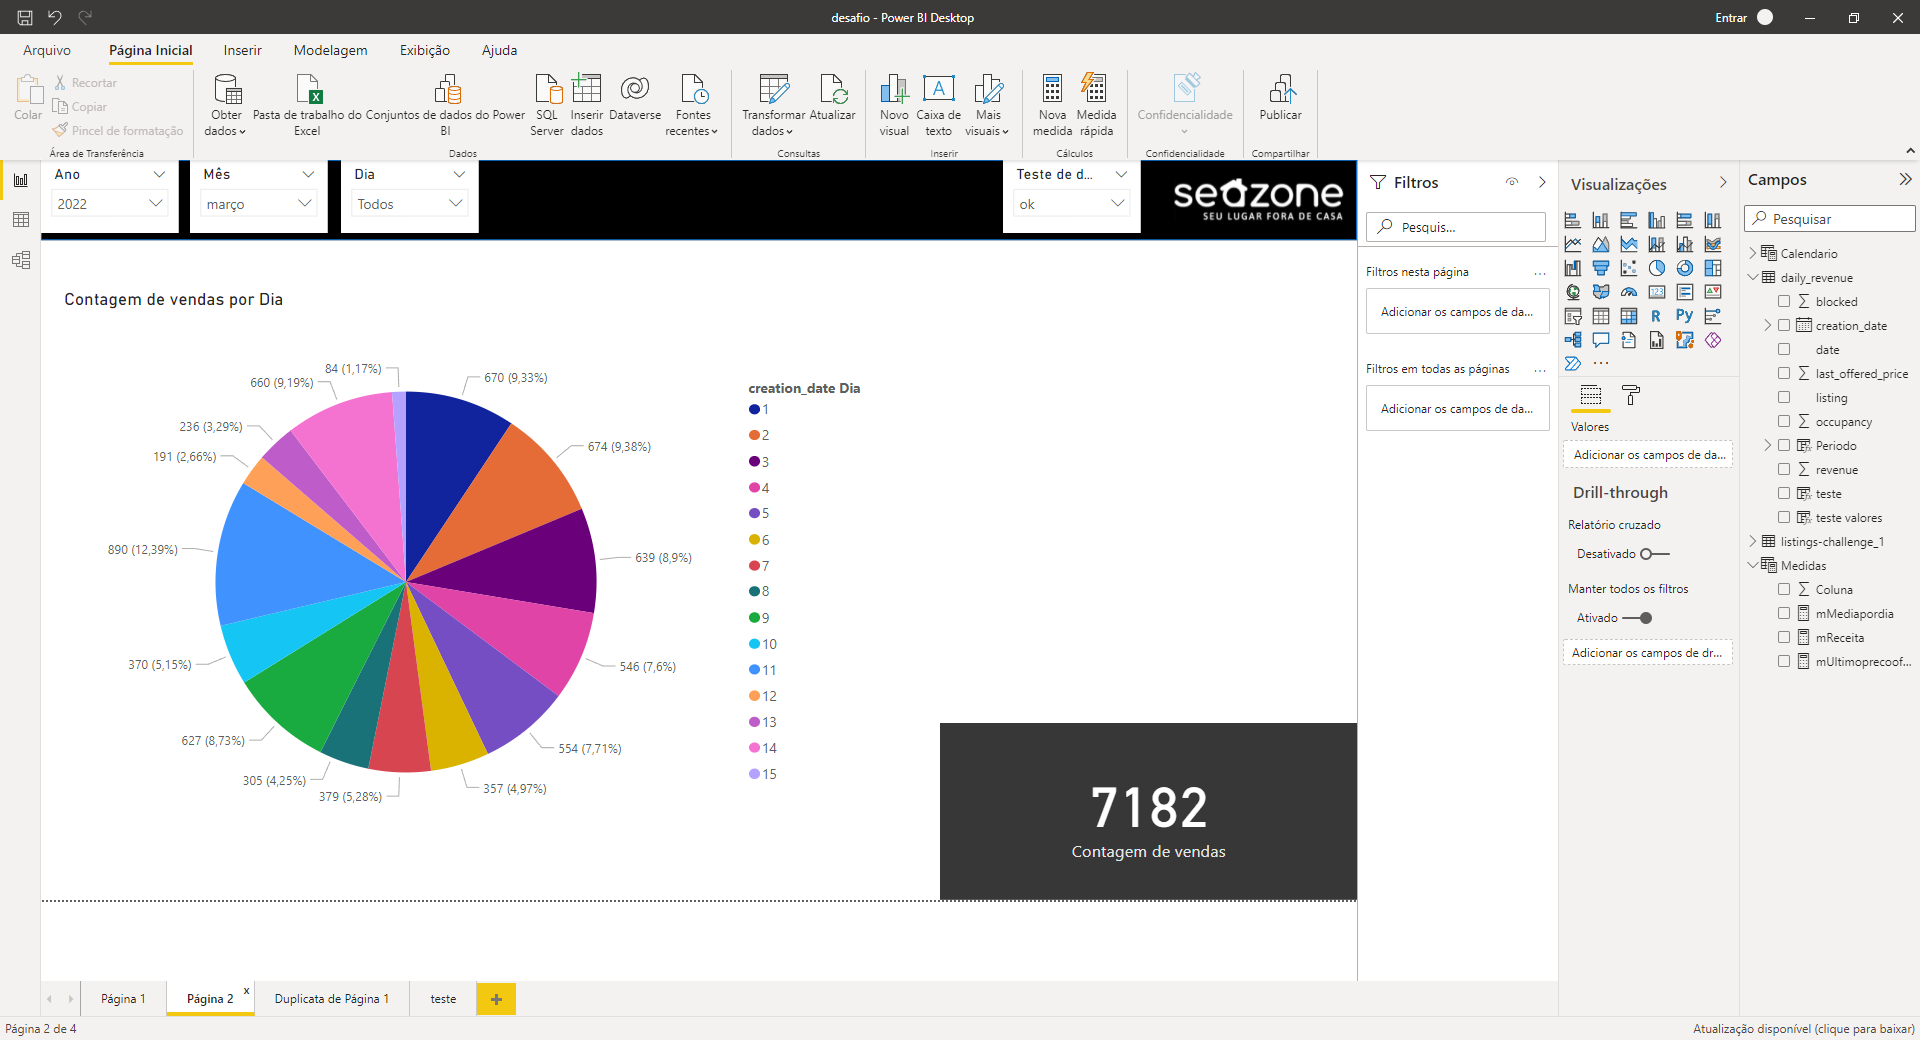 desafio - Power BI Desktop
Entrar
Arquivo
Página Inicial
Inserir
Modelagem
Exibição
Ajuda
Colar
Recortar
Copiar
Pincel de formatação
Área de Transferência
Obter
dados
Pasta de trabalho do
Excel
Conjuntos de dados do Power
BI
SQL
Server
Inserir
dados
Dataverse
Fontes
recentes
Dados
Transformar
dados
Atualizar
Consultas
Novo
visual
Caixa de
texto
Mais
visuais
Inserir
Nova
medida
Medida
rápida
Cálculos
Confidencialidade
Confidencialidade
Publicar
Compartilhar
Ano
2022
Mês
março
Dia
Todos
Teste de d...
ok
seazone
SEU LUGAR FORA DE CASA
Contagem de vendas por Dia
84 (1,17%)
670 (9,33%)
660 (9,19%)
236 (3,29%)
674 (9,38%)
191 (2,66%)
890 (12,39%)
639 (8,9%)
370 (5,15%)
546 (7,6%)
627 (8,73%)
554 (7,71%)
305 (4,25%)
379 (5,28%)
357 (4,97%)
creation_date Dia
1
2
3
4
5
6
7
8
9
10
11
12
13
14
15
7182
Contagem de vendas
Filtros
Pesquis...
Filtros nesta página
...
Adicionar os campos de da...
Filtros em todas as páginas
...
Adicionar os campos de da...
Visualizações
R
Py
123
...
Valores
Adicionar os campos de da...
Drill-through
Relatório cruzado
Desativado
Manter todos os filtros
Ativado
Adicionar os campos de dr...
Campos
Pesquisar
Calendario
daily_revenue
blocked
creation_date
date
last_offered_price
listing
occupancy
Periodo
revenue
teste
teste valores
listings-challenge_1
Medidas
Coluna
mMediapordia
mReceita
mUltimoprecoof...
Página 1
Página 2
x
Duplicata de Página 1
teste
+
Página 2 de 4
Atualização disponível (clique para baixar)